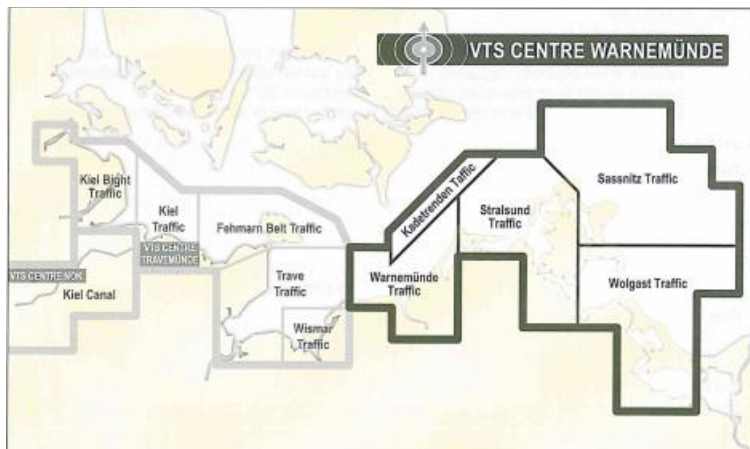 VTS CENTRE WARNEMÜNDE
Kiel Bight
Traffic
Kiel
Traffic
Fehmarn Belt Traffic
VTS CENTRE
TRAVEMÜNDE
VTS CENTRE NOK
Kiel Canal
Trave
Traffic
Wismar
Traffic
Kadetrenden Taffic
Warnemünde
Traffic
Stralsund
Traffic
Sassnitz Traffic
Wolgast Traffic